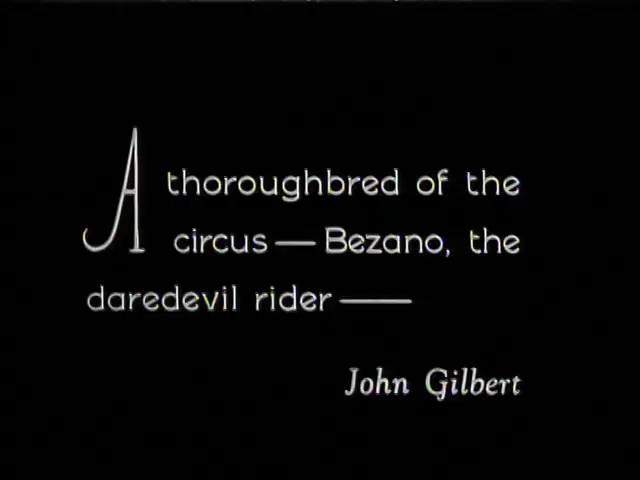 A thoroughbred of the
circus — Bezano, the
daredevil rider —
John Gilbert